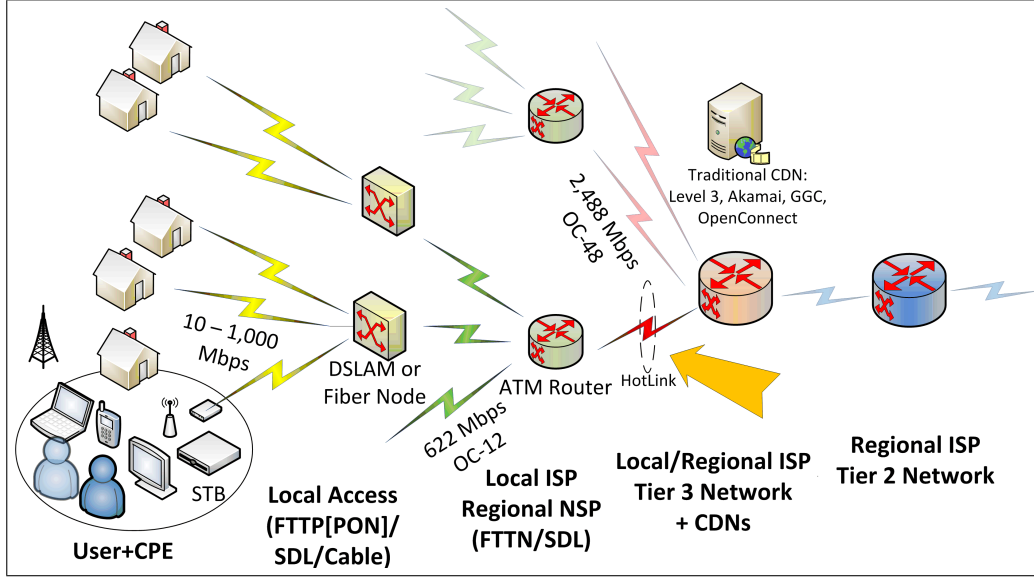 Traditional CDN:
Level 3, Akamai, GGC,
OpenConnect
2,488 Mbps
OC-48
10 – 1,000
Mbps
DSLAM or
Fiber Node
ATM Router
HotLink
622 Mbps
OC-12
STB
User+CPE
Local Access
(FTTP[PON]/
SDL/Cable)
Local ISP
Regional NSP
(FTTN/SDL)
Local/Regional ISP
Tier 3 Network
+ CDNs
Regional ISP
Tier 2 Network